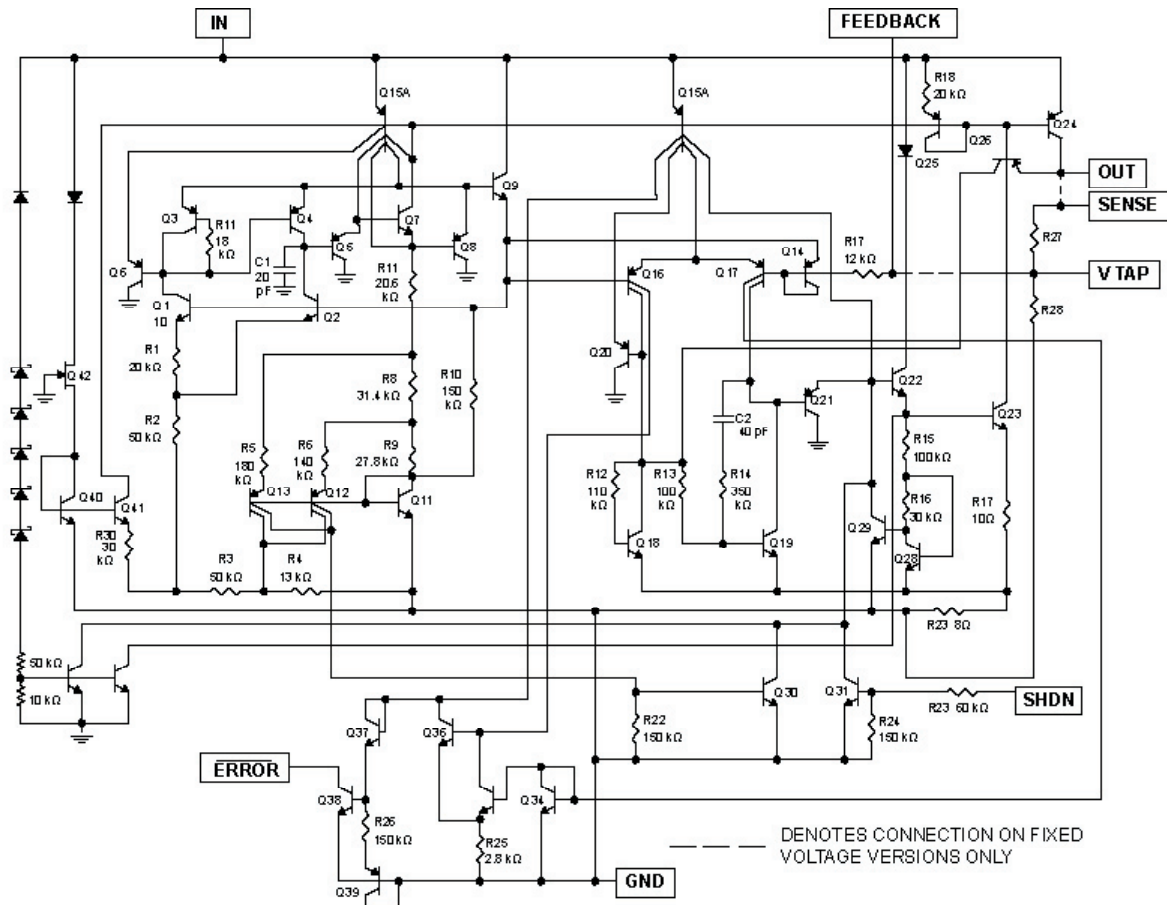 IN
FEEDBACK
R18
20 kΩ
Q15A
Q15A
Q24
Q26
Q25
OUT
SENSE
Q9
Q3
Q4
Q7
R11
18
kΩ
Q6
Q8
Q6
C1
20
pF
R11
20.6
kΩ
Q14
R17
12 kΩ
R27
V TAP
R28
Q16
Q17
Q1
10
Q2
R1
20 kΩ
R8
31.4 kΩ
R10
150
kΩ
Q20
Q42
Q21
Q22
Q23
C2
40 pF
R2
50 kΩ
R5
180
kΩ
R6
140
kΩ
R9
27.8 kΩ
R15
100 kΩ
R12
110
kΩ
R13
100
kΩ
R14
350
kΩ
R16
30 kΩ
R17
10 Ω
Q40
Q41
Q13
Q12
Q11
Q29
Q28
R30
30
kΩ
Q18
Q19
R3
50 kΩ
R4
13 kΩ
R23 8Ω
50 kΩ
10 kΩ
Q30
Q31
SHDN
R23 60 kΩ
R22
150 kΩ
R24
150 kΩ
Q37
Q36
ERROR
Q38
Q34
R26
150 kΩ
R25
2.8 kΩ
DENOTES CONNECTION ON FIXED
VOLTAGE VERSIONS ONLY
GND
Q39